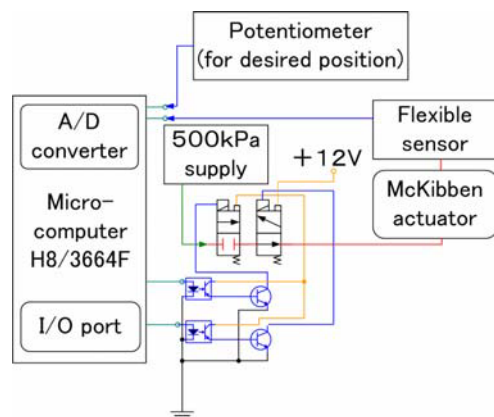 Potentiometer
(for desired position)
A/D
converter
Micro-
computer
H8/3664F
I/O port
500kPa
supply
+12V
Flexible
sensor
McKibben
actuator